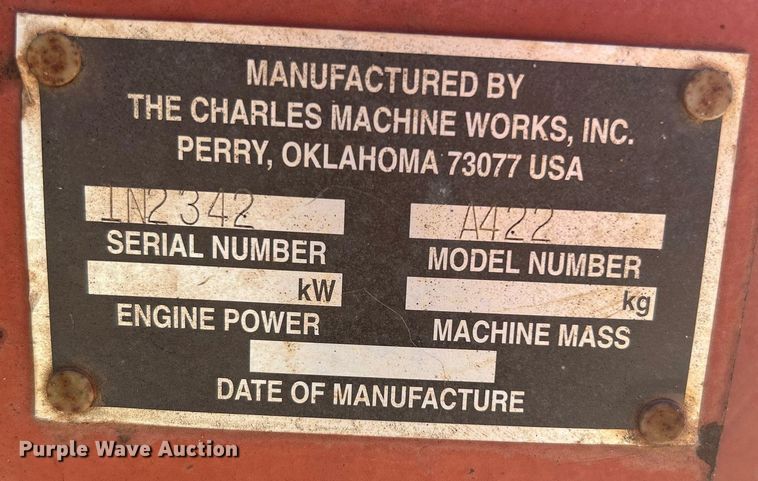 MANUFACTURED BY
THE CHARLES MACHINE WORKS, INC.
PERRY, OKLAHOMA 73077 USA
1N2342 A422
SERIAL NUMBER MODEL NUMBER
kW kg
ENGINE POWER MACHINE MASS
DATE OF MANUFACTURE
Purple Wave Auction